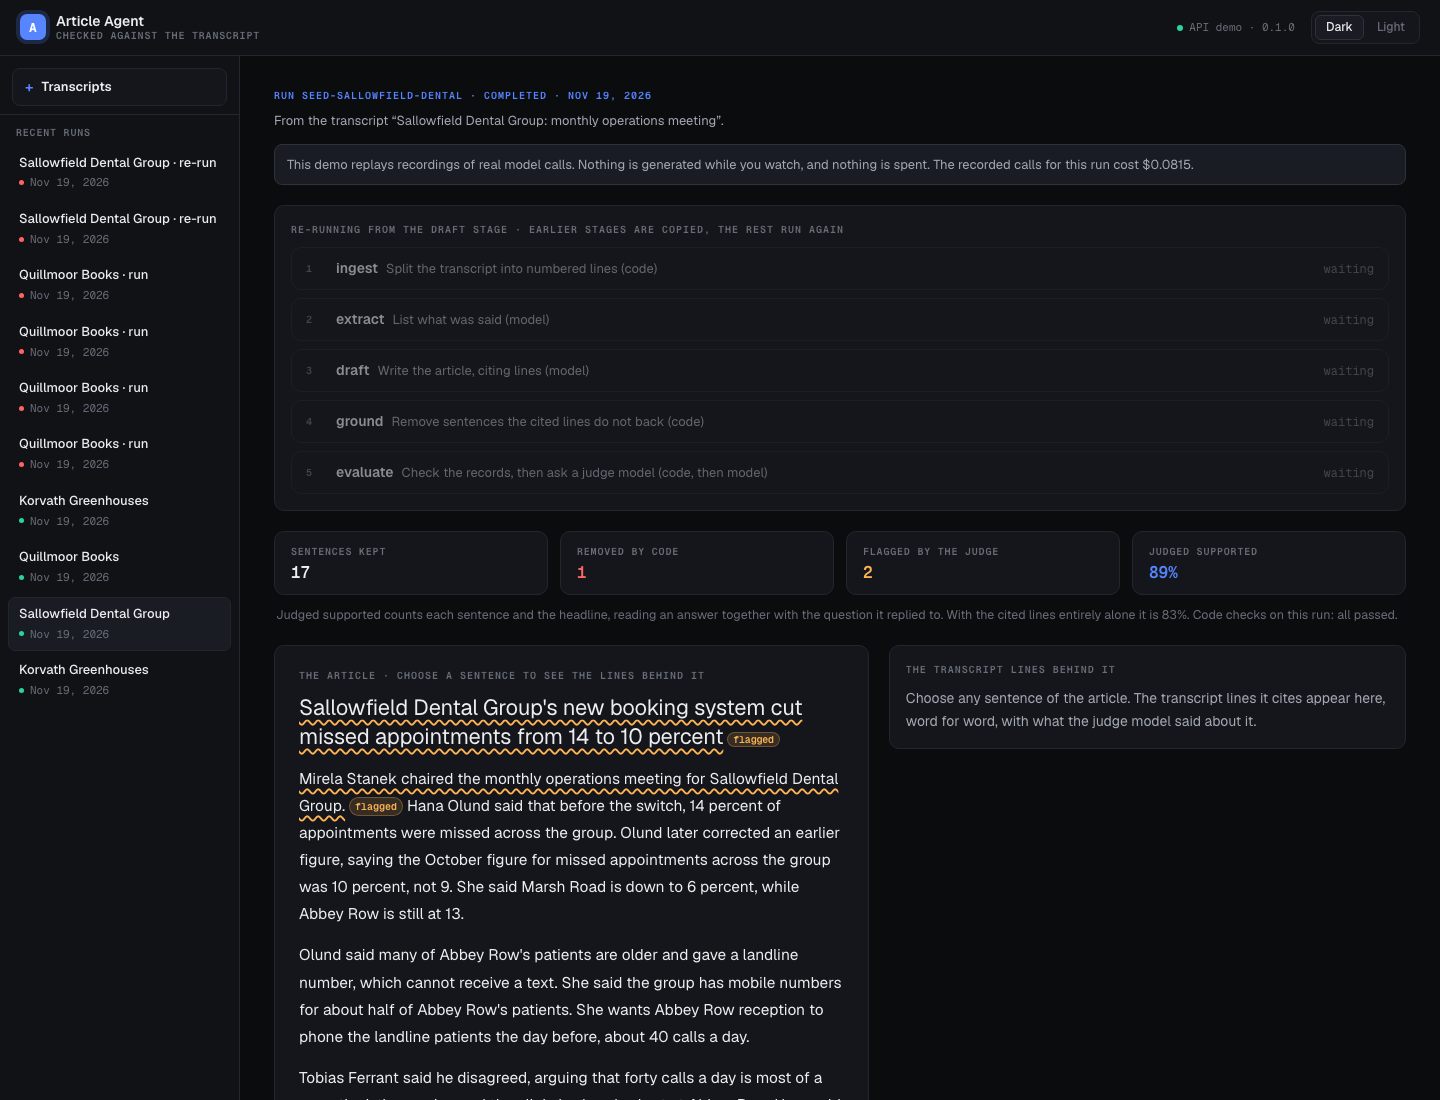 A
Article Agent
CHECKED AGAINST THE TRANSCRIPT
API demo · 0.1.0
Dark
Light
+ Transcripts
RECENT RUNS
Sallowfield Dental Group · re-run
Nov 19, 2026
Sallowfield Dental Group · re-run
Nov 19, 2026
Quillmoor Books · run
Nov 19, 2026
Quillmoor Books · run
Nov 19, 2026
Quillmoor Books · run
Nov 19, 2026
Quillmoor Books · run
Nov 19, 2026
Korvath Greenhouses
Nov 19, 2026
Quillmoor Books
Nov 19, 2026
Sallowfield Dental Group
Nov 19, 2026
Korvath Greenhouses
Nov 19, 2026
RUN SEED-SALLOWFIELD-DENTAL · COMPLETED · NOV 19, 2026
From the transcript “Sallowfield Dental Group: monthly operations meeting”.
This demo replays recordings of real model calls. Nothing is generated while you watch, and nothing is spent. The recorded calls for this run cost $0.0815.
RE-RUNNING FROM THE DRAFT STAGE · EARLIER STAGES ARE COPIED, THE REST RUN AGAIN
1 ingest Split the transcript into numbered lines (code) waiting
2 extract List what was said (model) waiting
3 draft Write the article, citing lines (model) waiting
4 ground Remove sentences the cited lines do not back (code) waiting
5 evaluate Check the records, then ask a judge model (code, then model) waiting
SENTENCES KEPT
17
REMOVED BY CODE
1
FLAGGED BY THE JUDGE
2
JUDGED SUPPORTED
89%
Judged supported counts each sentence and the headline, reading an answer together with the question it replied to. With the cited lines entirely alone it is 83%. Code checks on this run: all passed.
THE ARTICLE · CHOOSE A SENTENCE TO SEE THE LINES BEHIND IT
Sallowfield Dental Group's new booking system cut
missed appointments from 14 to 10 percent flagged
Mirela Stanek chaired the monthly operations meeting for Sallowfield Dental
Group. flagged Hana Olund said that before the switch, 14 percent of
appointments were missed across the group. Olund later corrected an earlier
figure, saying the October figure for missed appointments across the group
was 10 percent, not 9. She said Marsh Road is down to 6 percent, while
Abbey Row is still at 13.
Olund said many of Abbey Row's patients are older and gave a landline
number, which cannot receive a text. She said the group has mobile numbers
for about half of Abbey Row's patients. She wants Abbey Row reception to
phone the landline patients the day before, about 40 calls a day.
Tobias Ferrant said he disagreed, arguing that forty calls a day is most of a
THE TRANSCRIPT LINES BEHIND IT
Choose any sentence of the article. The transcript lines it cites appear here,
word for word, with what the judge model said about it.